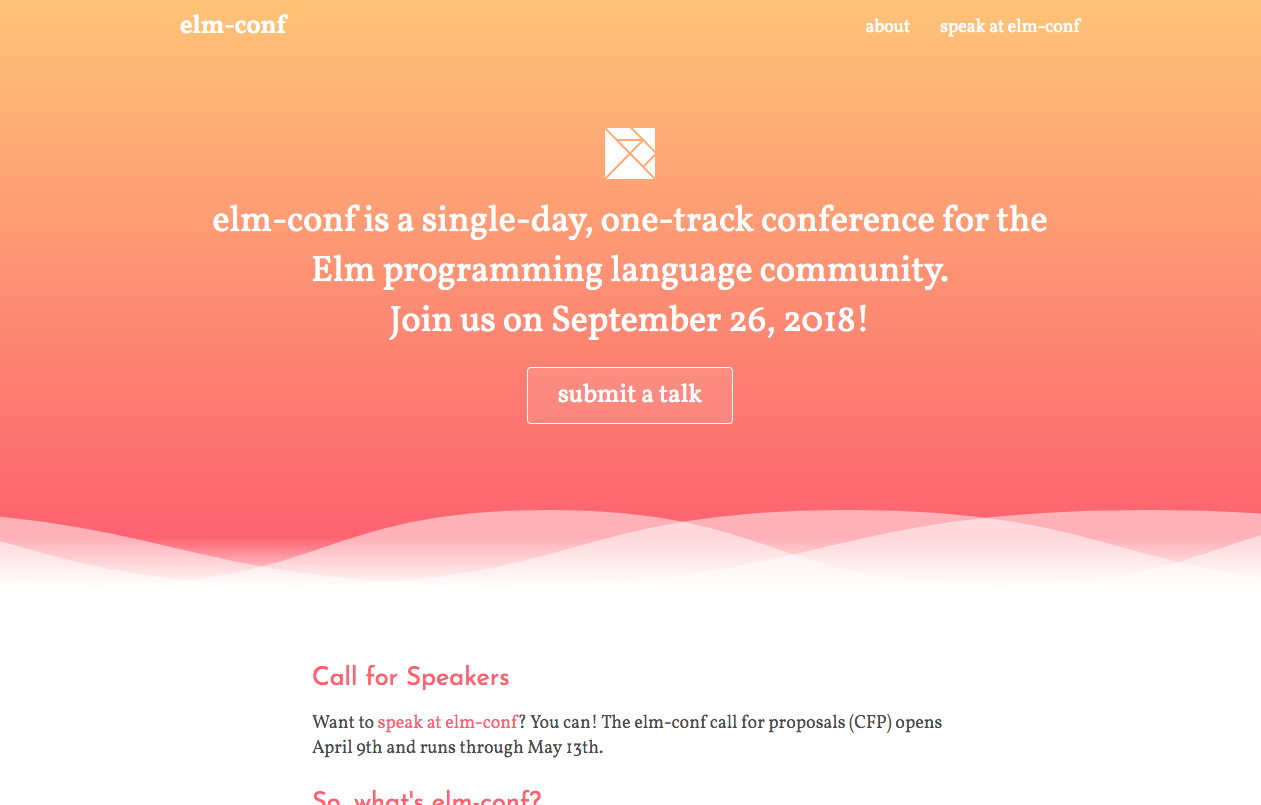 elm-conf
about
speak at elm-conf
elm-conf is a single-day, one-track conference for the
Elm programming language community.
Join us on September 26, 2018!
submit a talk
Call for Speakers
Want to speak at elm-conf? You can! The elm-conf call for proposals (CFP) opens
April 9th and runs through May 13th.
So, what's elm-conf?